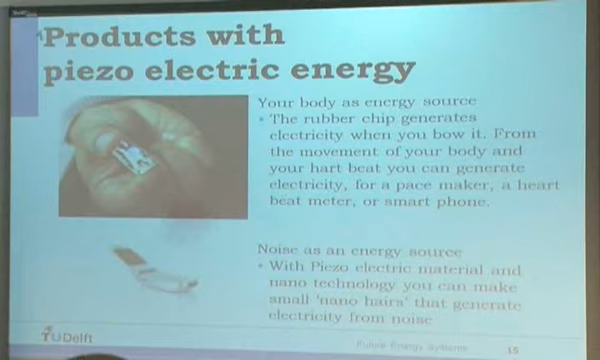 Products with
piezo electric energy
Your body as energy source
• The rubber chip generates
electricity when you bow it. From
the movement of your body and
your hart beat you can generate
electricity, for a pace maker, a heart
beat meter, or smart phone.
Noise as an energy source
• With Piezo electric material and
nano technology you can make
small 'nano hairs' that generate
electricity from noise
TU Delft
Future Energy Systems
15